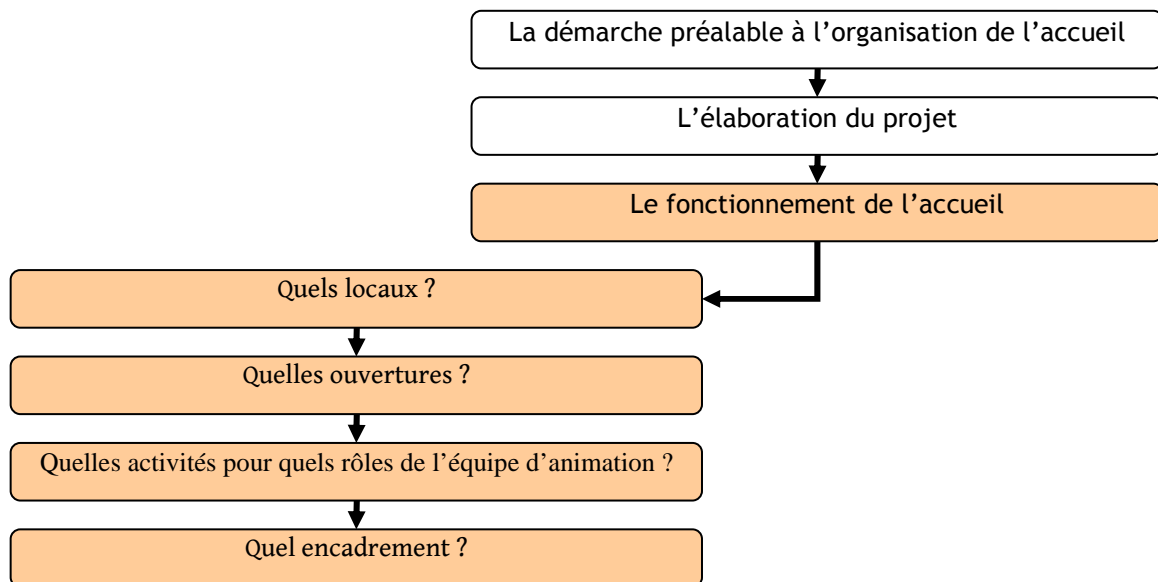 La démarche préalable à l’organisation de l’accueil
L’élaboration du projet
Le fonctionnement de l’accueil
Quels locaux ?
Quelles ouvertures ?
Quelles activités pour quels rôles de l’équipe d’animation ?
Quel encadrement ?